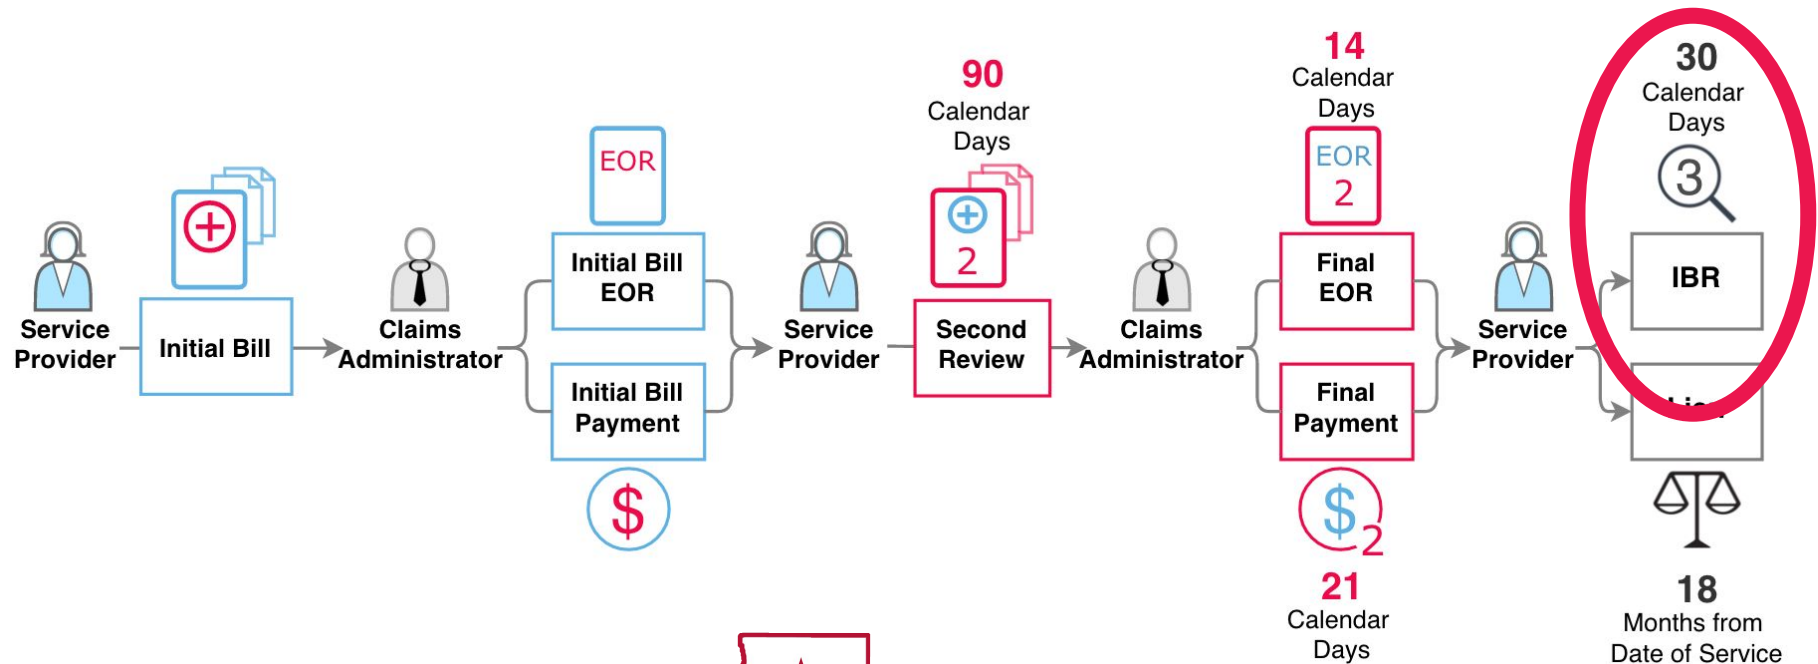 Service
Provider
Initial Bill
Claims
Administrator
EOR
Initial Bill
EOR
Initial Bill
Payment
$
Service
Provider
90
Calendar
Days
2
Second
Review
Claims
Administrator
14
Calendar
Days
EOR
2
Final
EOR
Final
Payment
$2
21
Calendar
Days
Service
Provider
30
Calendar
Days
3
IBR
18
Months from
Date of Service